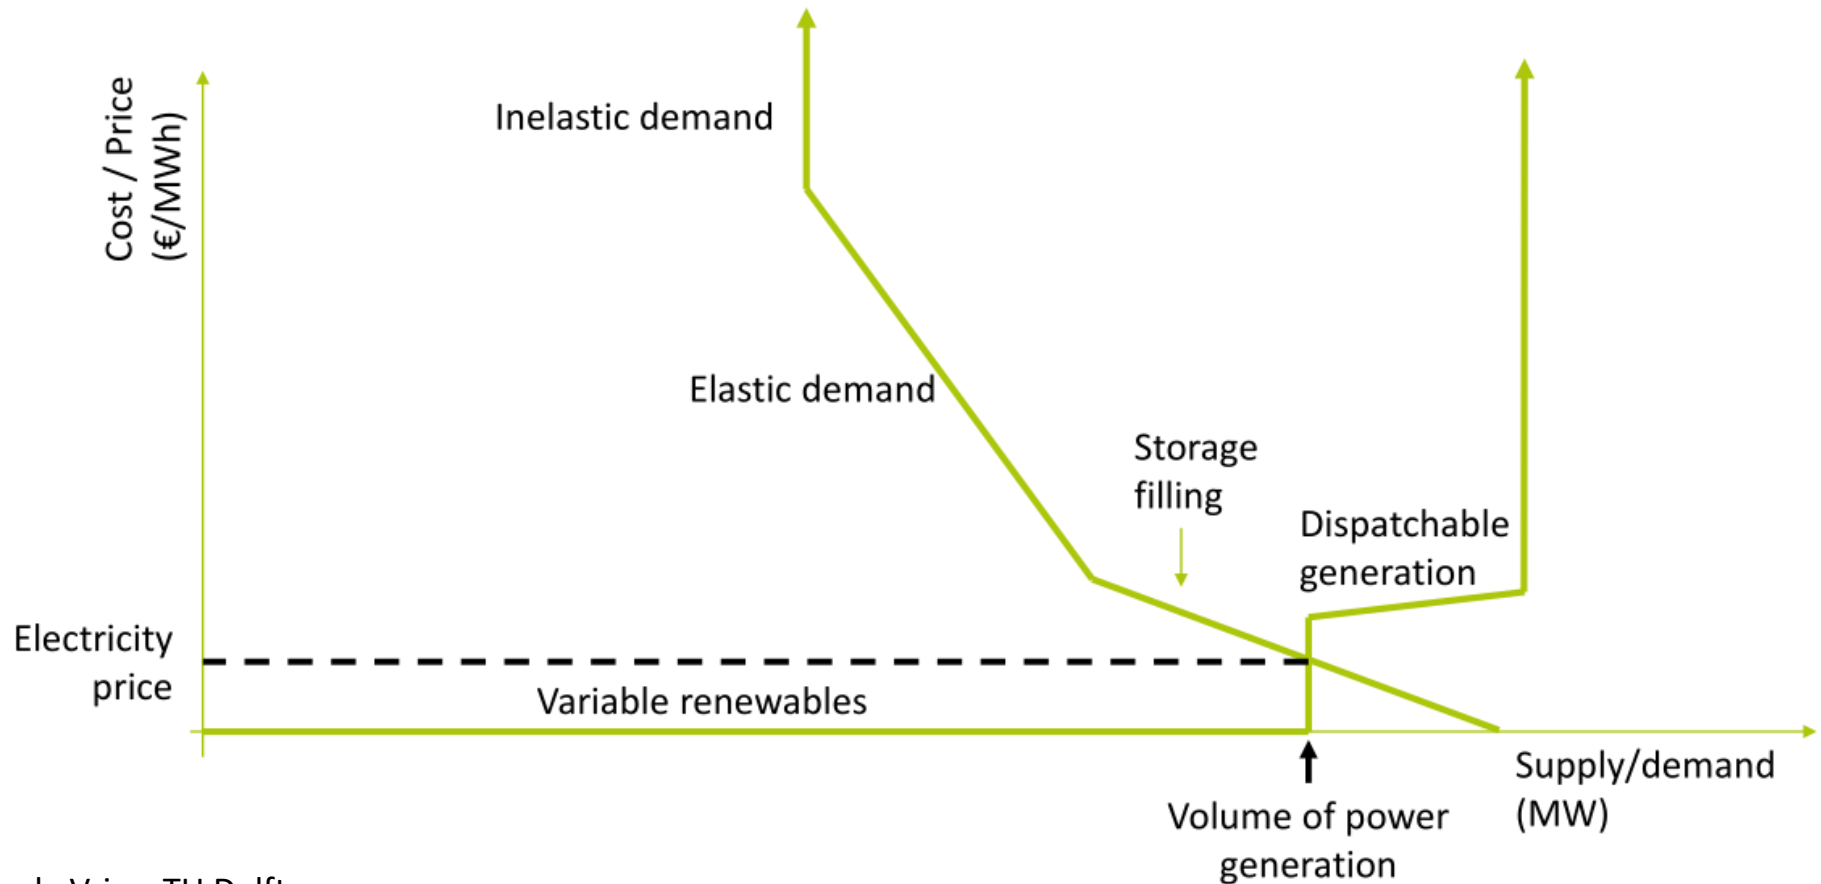 Inelastic demand
Cost / Price
(€/MWh)
Elastic demand
Storage
filling
Dispatchable
generation
Electricity
price
Variable renewables
Supply/demand
(MW)
Volume of power
generation